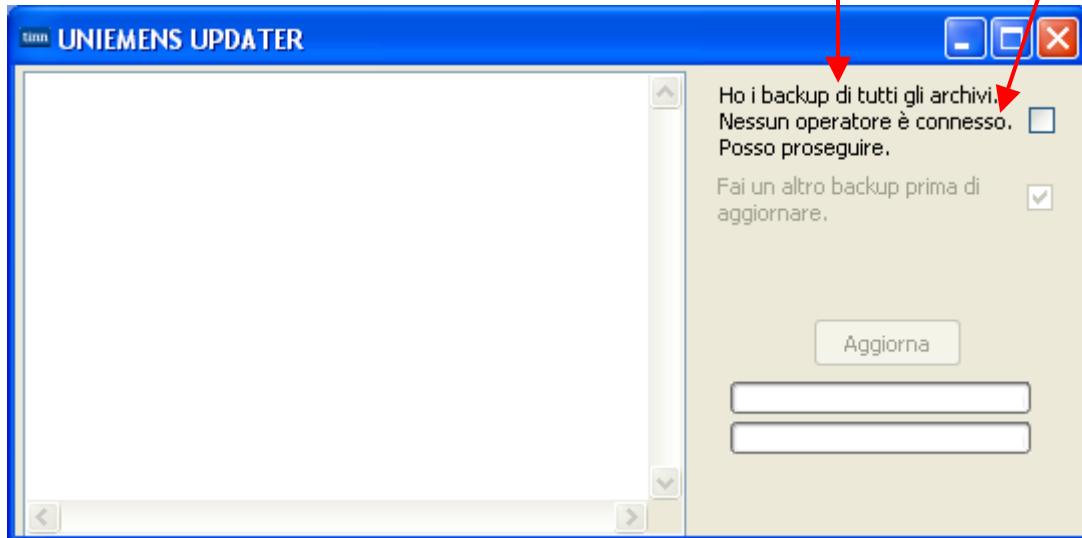 tinn UNIEMENS UPDATER
Ho i backup di tutti gli archivi.
Nessun operatore è connesso.
Posso proseguire.
Fai un altro backup prima di
aggiornare.
Aggiorna